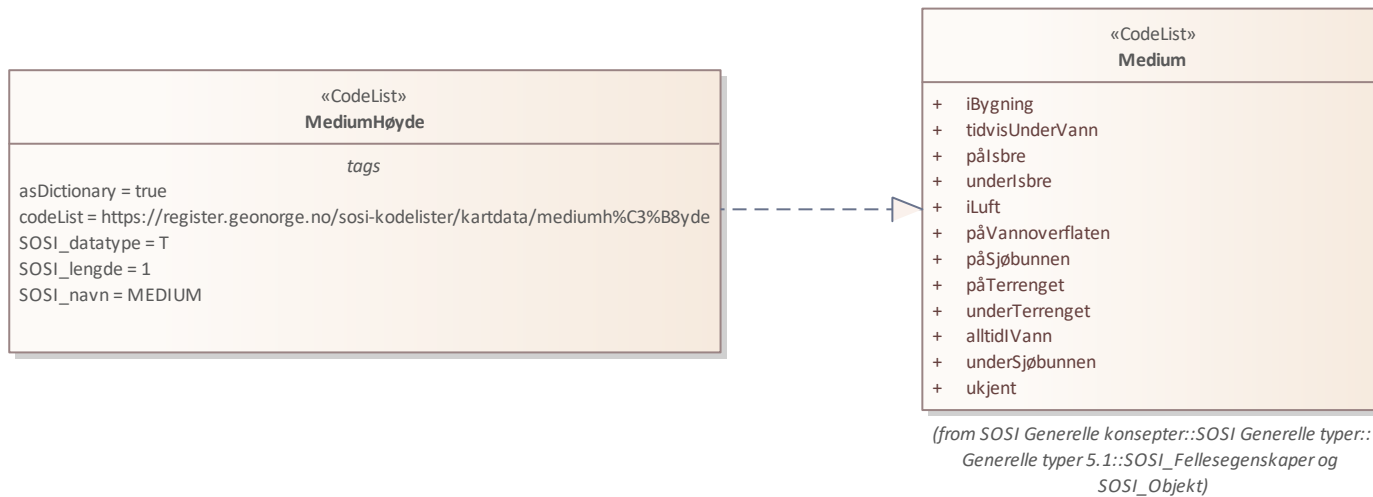 «CodeList»
MediumHøyde
tags
asDictionary = true
codeList = https://register.geonorge.no/sosi-kodelister/kartdata/mediumh%C3%B8yde
SOSI_datatype = T
SOSI_lengde = 1
SOSI_navn = MEDIUM
«CodeList»
Medium
+ iBygning
+ tidvisUnderVann
+ påIsbre
+ underIsbre
+ iLuft
+ påVannoverflaten
+ påSjøbunnen
+ påTerrenget
+ underTerrenget
+ alltidIVann
+ underSjøbunnen
+ ukjent
(from SOSI Generelle konsepter::SOSI Generelle typer::
Generelle typer 5.1::SOSI_Fellesegenskaper og
SOSI_Objekt)